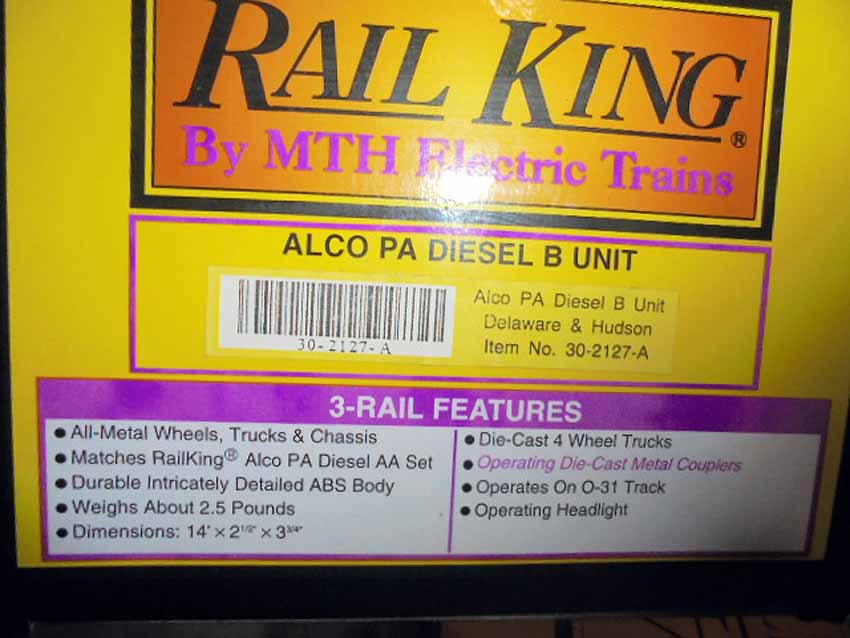 RAIL KING®
By MTH Electric Trains
ALCO PA DIESEL B UNIT
30-2127-A
Alco PA Diesel B Unit
Delaware & Hudson
Item No. 30-2127-A
3-RAIL FEATURES
● All-Metal Wheels, Trucks & Chassis
● Matches RailKing® Alco PA Diesel AA Set
● Durable Intricately Detailed ABS Body
● Weighs About 2.5 Pounds
● Dimensions: 14" × 2 1/2" × 3 3/4"
● Die-Cast 4 Wheel Trucks
● Operating Die-Cast Metal Couplers
● Operates On O-31 Track
● Operating Headlight